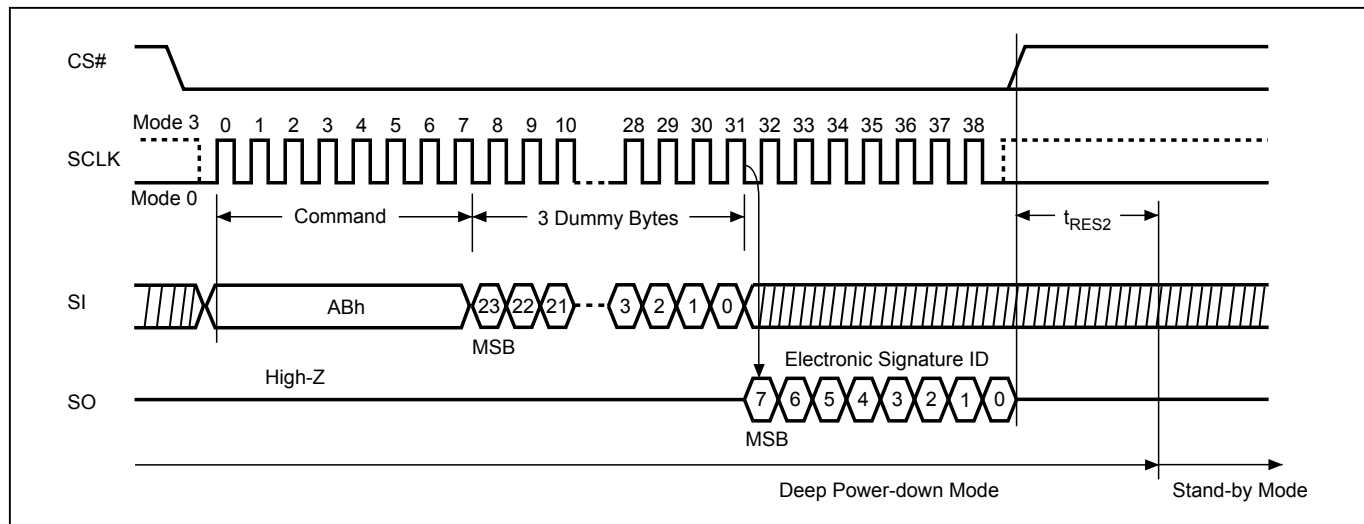 CS#
Mode 3 0 1 2 3 4 5 6 7 8 9 10 28 29 30 31 32 33 34 35 36 37 38
SCLK
Mode 0
Command 3 Dummy Bytes tRES2
SI ABh 23 22 21 3 2 1 0
MSB Electronic Signature ID
High-Z
SO 7 6 5 4 3 2 1 0
MSB
Deep Power-down Mode Stand-by Mode